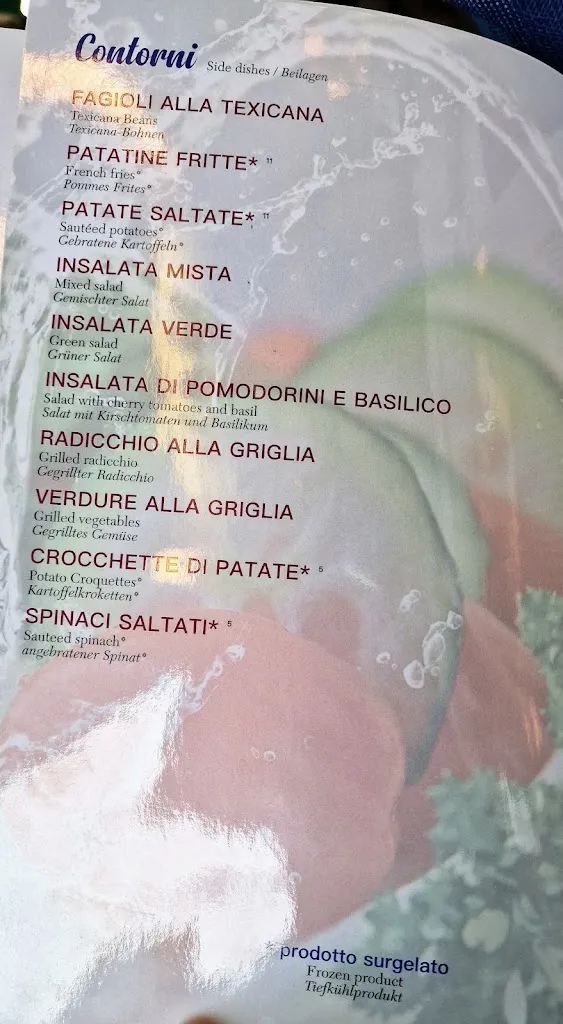 Contorni Side dishes / Beilagen
FAGIOLI ALLA TEXICANA
Texicana Beans
Texicana-Bohnen
PATATINE FRITTE* 11
French fries*
Pommes Frites*
PATATE SALTATE* 11
Sautéed potatoes*
Gebratene Kartoffeln*
INSALATA MISTA
Mixed salad
Gemischter Salat
INSALATA VERDE
Green salad
Grüner Salat
INSALATA DI POMODORINI E BASILICO
Salad with cherry tomatoes and basil
Salat mit Kirschtomaten und Basilikum
RADICCHIO ALLA GRIGLIA
Grilled radicchio
Gegrillter Radicchio
VERDURE ALLA GRIGLIA
Grilled vegetables
Gegrilltes Gemüse
CROCCHETTE DI PATATE* 5
Potato Croquettes*
Kartoffelkroketten*
SPINACI SALTATI* 5
Sauteed spinach*
angebratener Spinat*
* prodotto surgelato
Frozen product
Tiefkühlprodukt